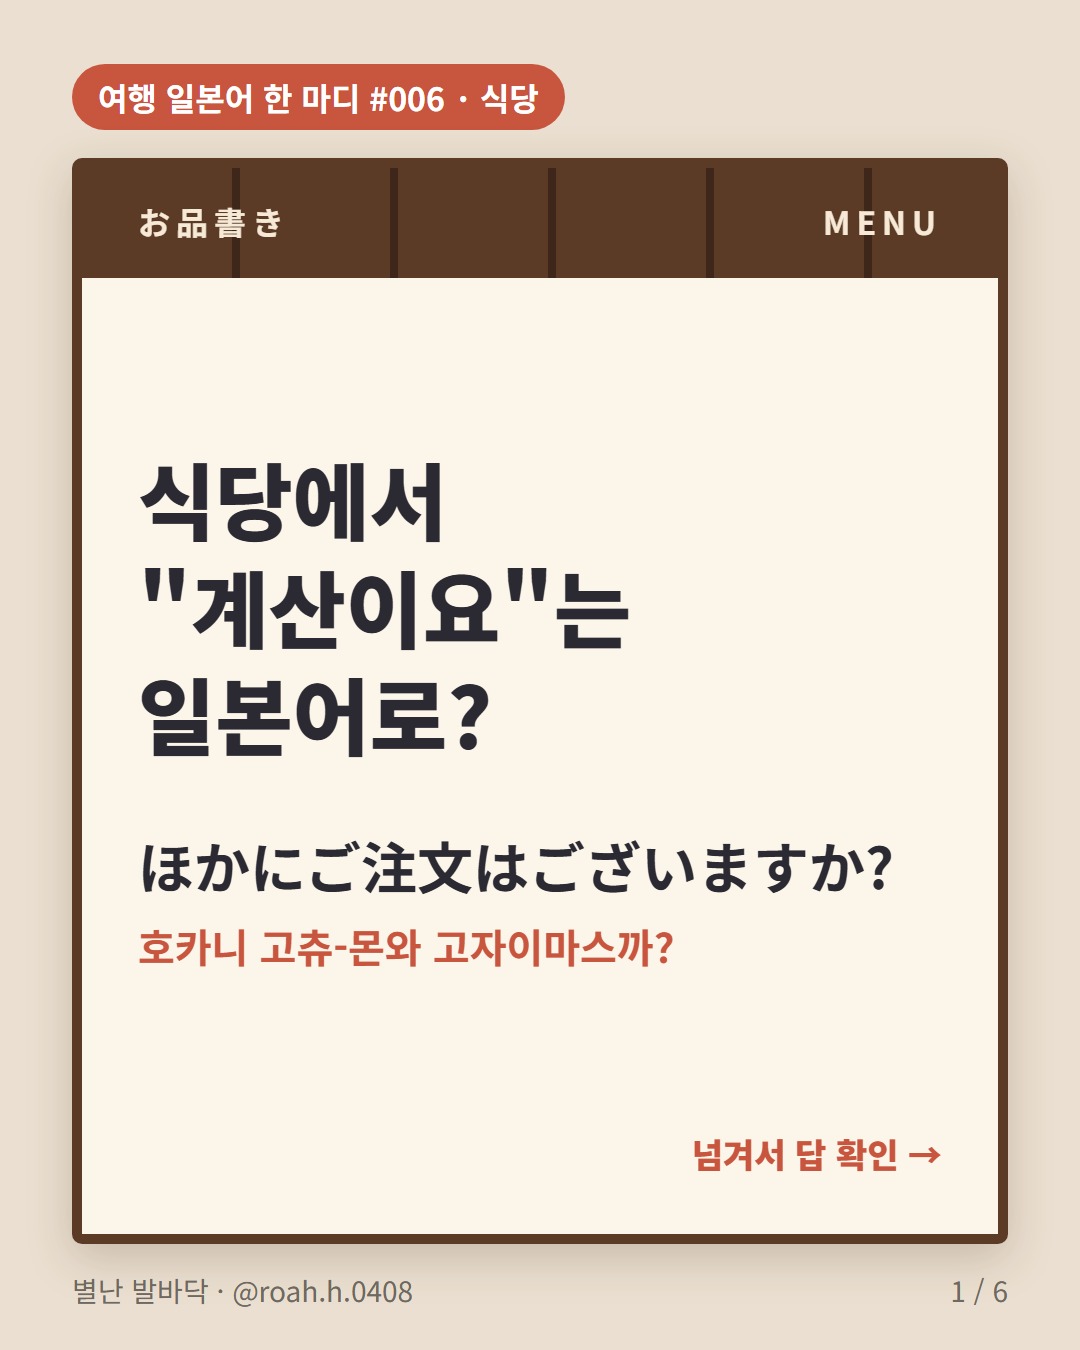 여행 일본어 한 마디 #006 · 식당
お品書き
MENU
식당에서
"계산이요"는
일본어로?
ほかにご注文はございますか?
호카니 고츄-몬와 고자이마스까?
넘겨서 답 확인 →
별난 발바닥 · @roah.h.0408
1 / 6